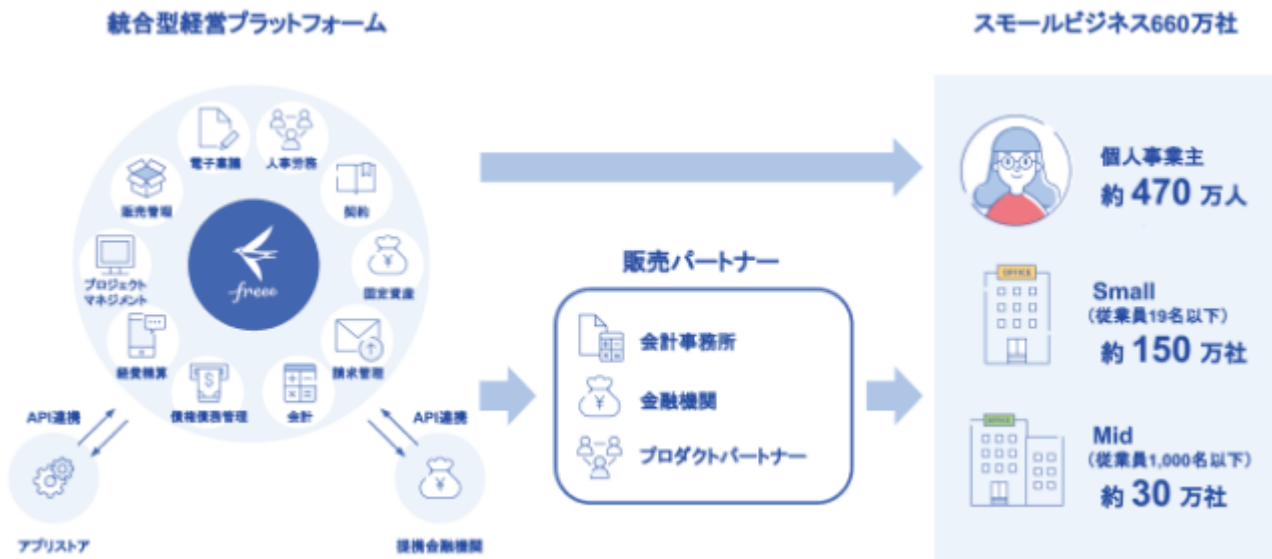 統合型経営プラットフォーム
スモールビジネス660万社
電子稟議
人事労務
販売管理
契約
freee
プロジェクト
マネジメント
固定資産
経費精算
請求管理
債権債務管理
会計
API連携
API連携
アプリストア
提携金融機関
販売パートナー
会計事務所
金融機関
プロダクトパートナー
個人事業主
約 470 万人
OFFICE
Small
(従業員19名以下)
約 150 万社
OFFICE
Mid
(従業員1,000名以下)
約 30 万社